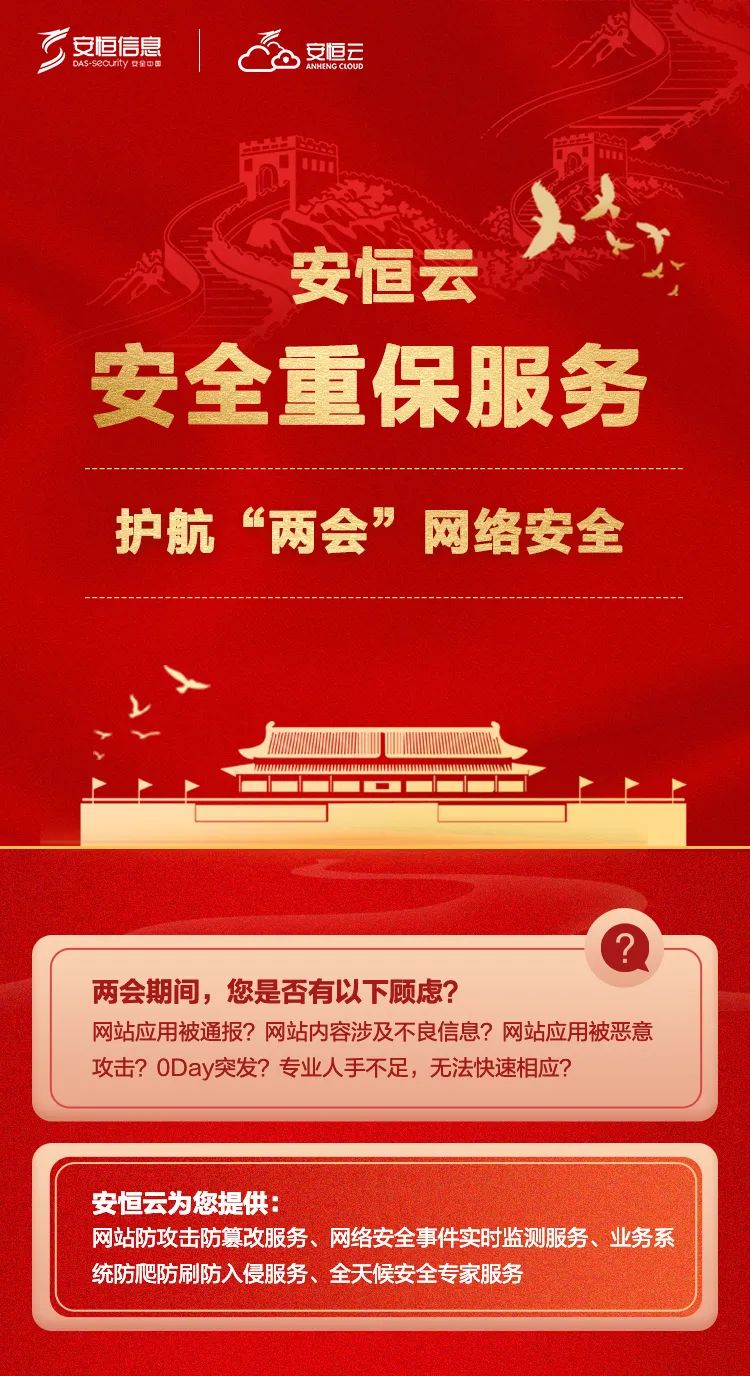 安恒信息
DAS-security 安全中国
安恒云
ANHENG CLOUD
安恒云
安全重保服务
护航“两会”网络安全
?
两会期间，您是否有以下顾虑？
网站应用被通报？网站内容涉及不良信息？网站应用被恶意
攻击？0Day突发？专业人手不足，无法快速相应？
安恒云为您提供：
网站防攻击防篡改服务、网络安全事件实时监测服务、业务系
统防爬防刷防入侵服务、全天候安全专家服务